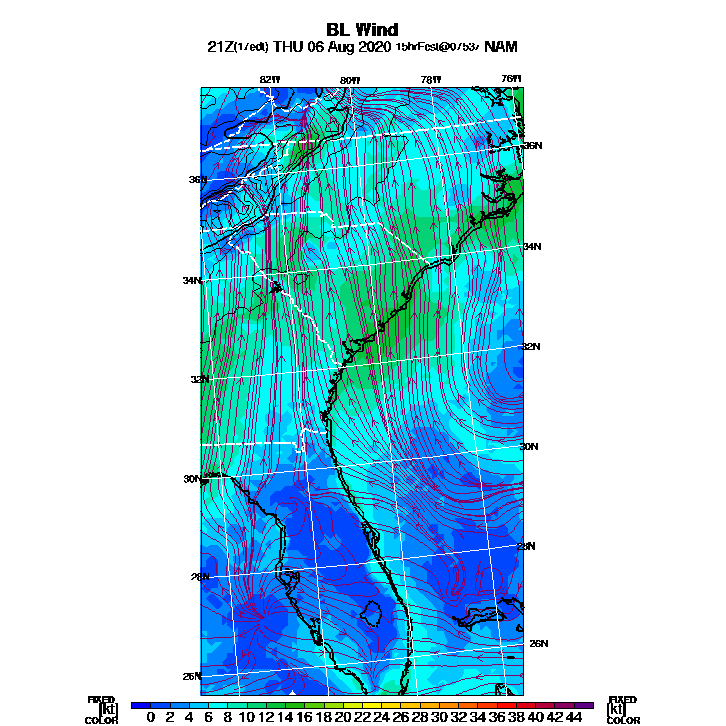 BL Wind
21Z(17edt) THU 06 Aug 2020 15hrFcst@0753z NAM
82W 80W 78W 76W
36N
36N
34N
34N
32N
32N
30N
30N
28N
28N
26N
26N
FIXED FIXED
[kt] 0 2 4 6 8 10 12 14 16 18 20 22 24 26 28 30 32 34 36 38 40 42 44 [kt]
COLOR COLOR